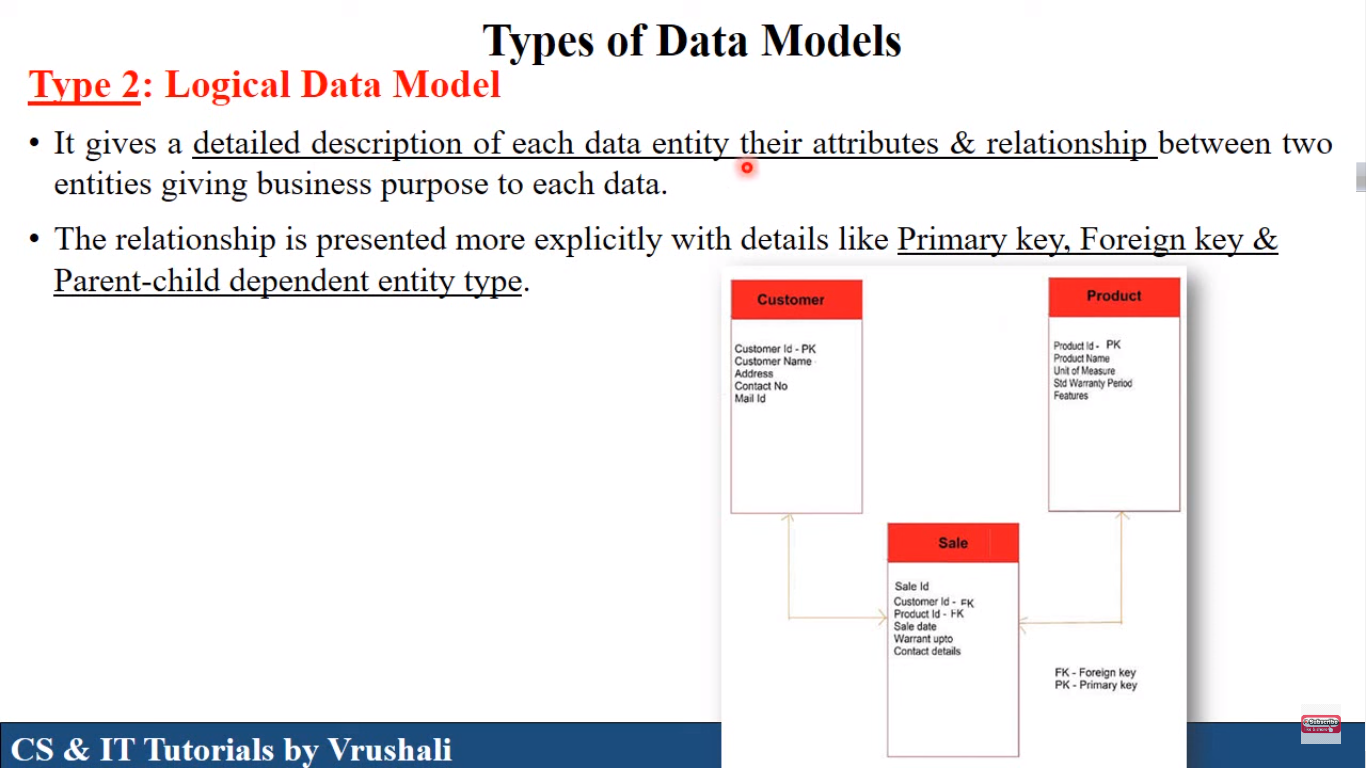 Types of Data Models
Type 2: Logical Data Model
• It gives a detailed description of each data entity their attributes & relationship between two
entities giving business purpose to each data.
• The relationship is presented more explicitly with details like Primary key, Foreign key &
Parent-child dependent entity type.
Customer
Customer Id - PK
Customer Name
Address
Contact No
Mail Id
Product
Product Id - PK
Product Name
Unit of Measure
Std Warranty Period
Features
Sale
Sale Id
Customer Id - FK
Product Id - FK
Sale date
Warrant upto
Contact details
FK - Foreign key
PK - Primary key
Subscribe
CS & IT Tutorials by Vrushali